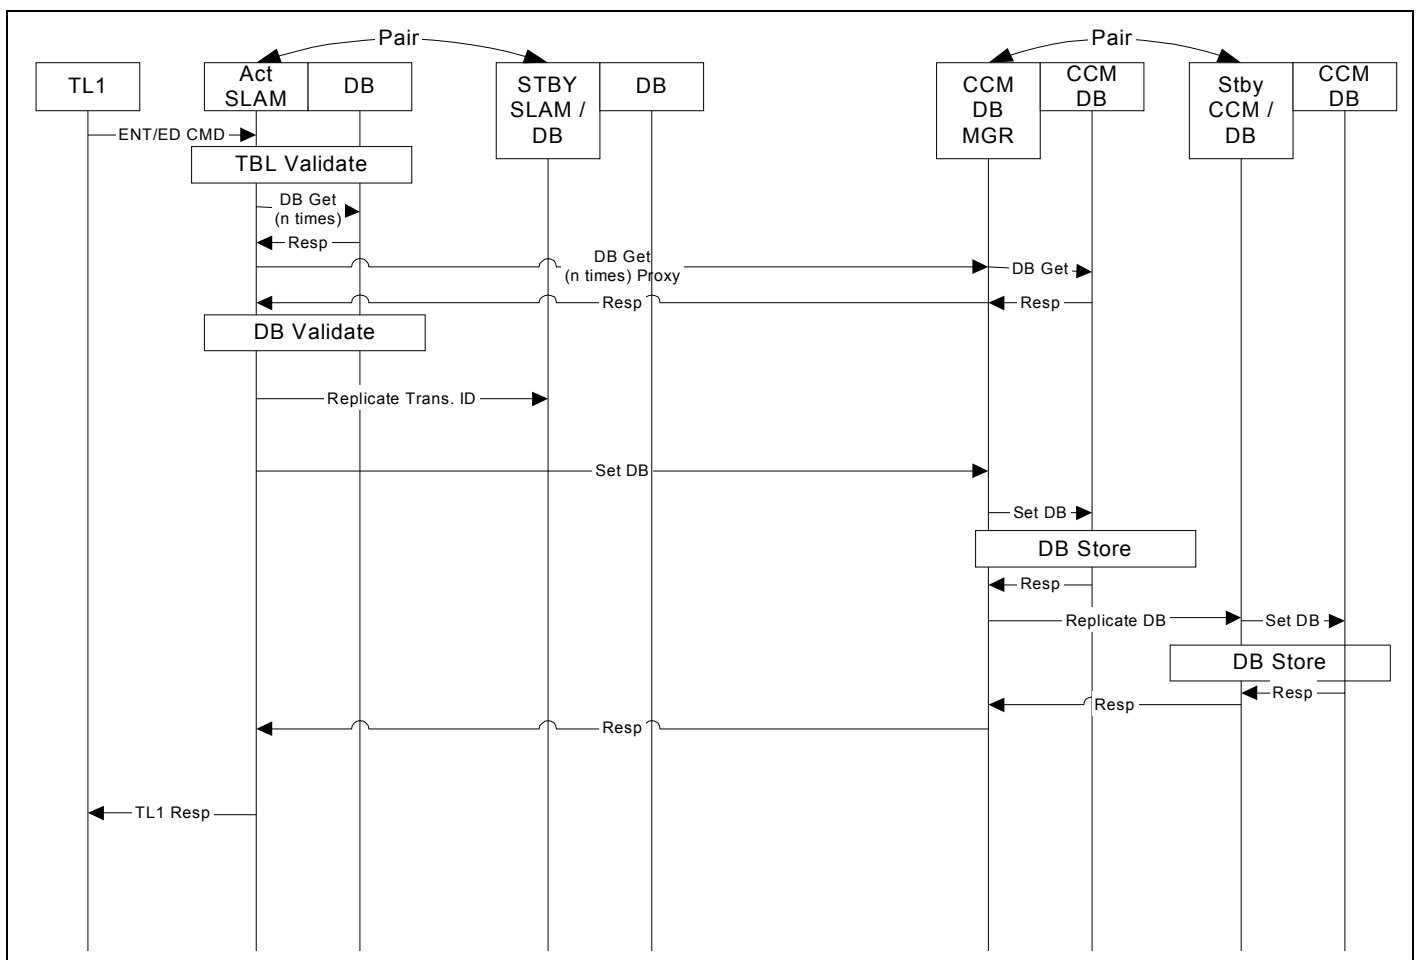 Pair
Pair
TL1
Act
SLAM
DB
STBY
SLAM /
DB
DB
CCM
DB
MGR
CCM
DB
Stby
CCM /
DB
CCM
DB
ENT/ED CMD
TBL Validate
DB Get
(n times)
Resp
DB Get
(n times) Proxy
DB Get
Resp
Resp
DB Validate
Replicate Trans. ID
Set DB
Set DB
DB Store
Resp
Replicate DB
Set DB
DB Store
Resp
Resp
Resp
TL1 Resp